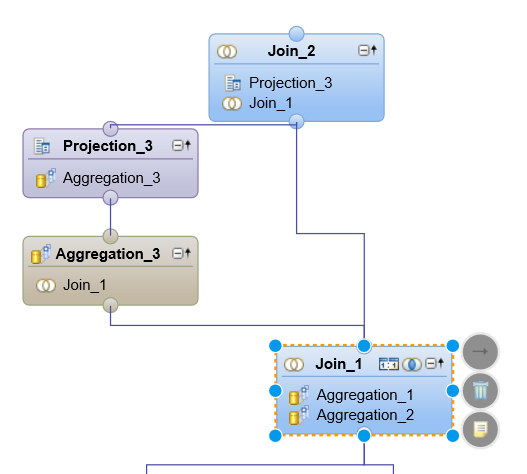 Join_2
Projection_3
Join_1
Projection_3
Aggregation_3
Aggregation_3
Join_1
Join_1
Aggregation_1
Aggregation_2